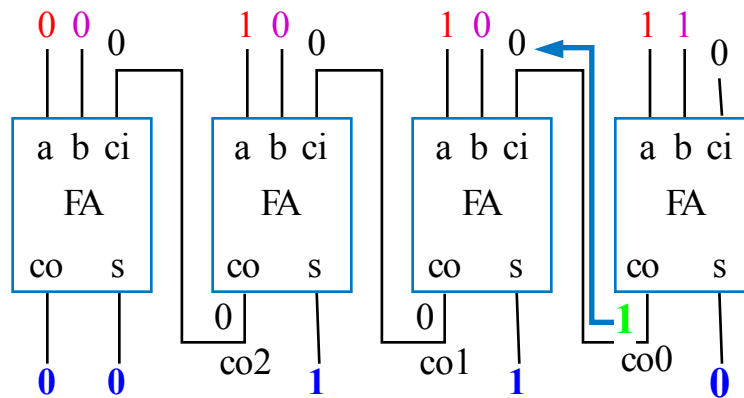 0 0 0 1 0 0 1 0 0 1 1 0
a b ci a b ci a b ci a b ci
FA FA FA FA
co s co s co s co s
0 0 1
co2 co1 co0
0 0 1 1 0